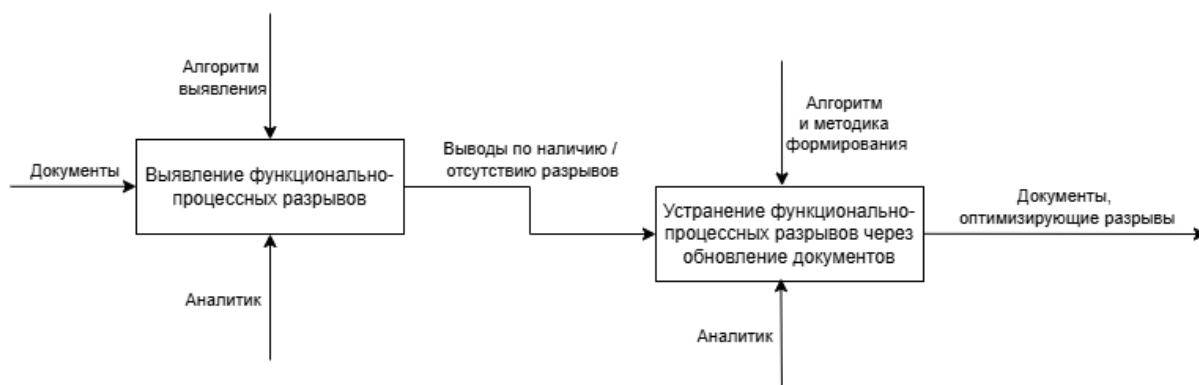 Алгоритм
выявления
Документы
Выявление функционально-
процессных разрывов
Аналитик
Выводы по наличию /
отсутствию разрывов
Алгоритм
и методика
формирования
Устранение функционально-
процессных разрывов через
обновление документов
Аналитик
Документы,
оптимизирующие разрывы